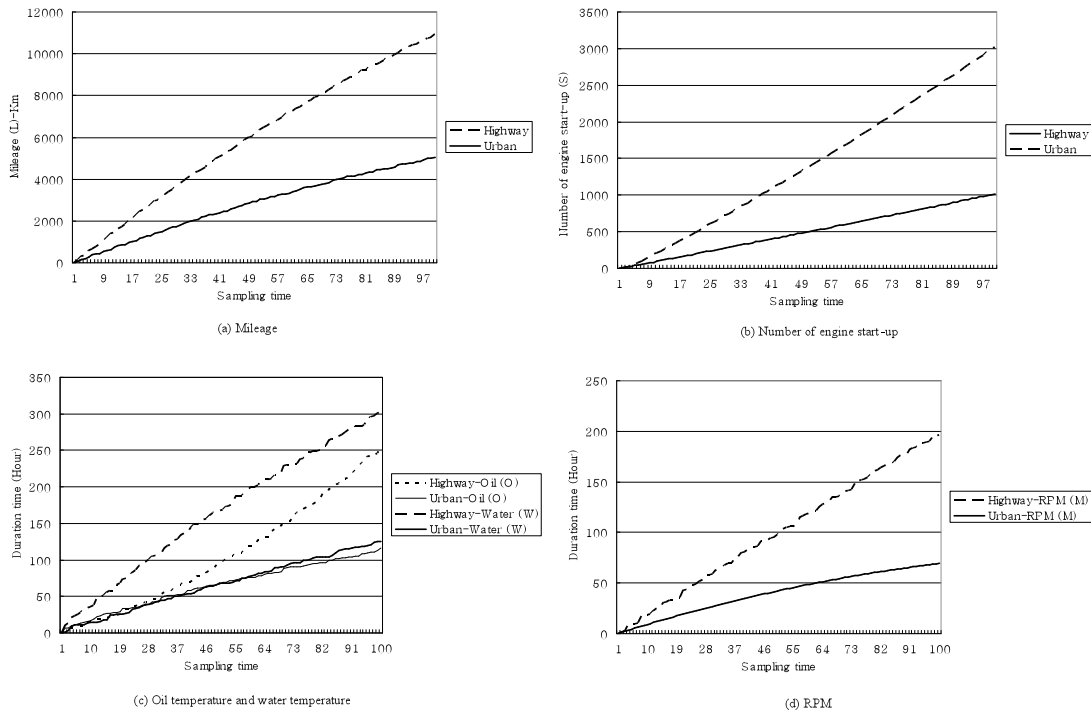 12000
10000
8000
6000
4000
2000
0
Mileage (L)-Km
1 9 17 25 33 41 49 57 65 73 81 89 97
Sampling time
Highway
Urban
(a) Mileage
3500
3000
2500
2000
1500
1000
500
0
Number of engine start-up (S)
1 9 17 25 33 41 49 57 65 73 81 89 97
Sampling time
Highway
Urban
(b) Number of engine start-up
350
300
250
200
150
100
50
0
Duration time (Hour)
1 10 19 28 37 46 55 64 73 82 91 100
Sampling time
Highway-Oil (O)
Urban-Oil (O)
Highway-Water (W)
Urban-Water (W)
(c) Oil temperature and water temperature
250
200
150
100
50
0
Duration time (Hour)
1 10 19 28 37 46 55 64 73 82 91 100
Sampling time
Highway-RPM (M)
Urban-RPM (M)
(d) RPM